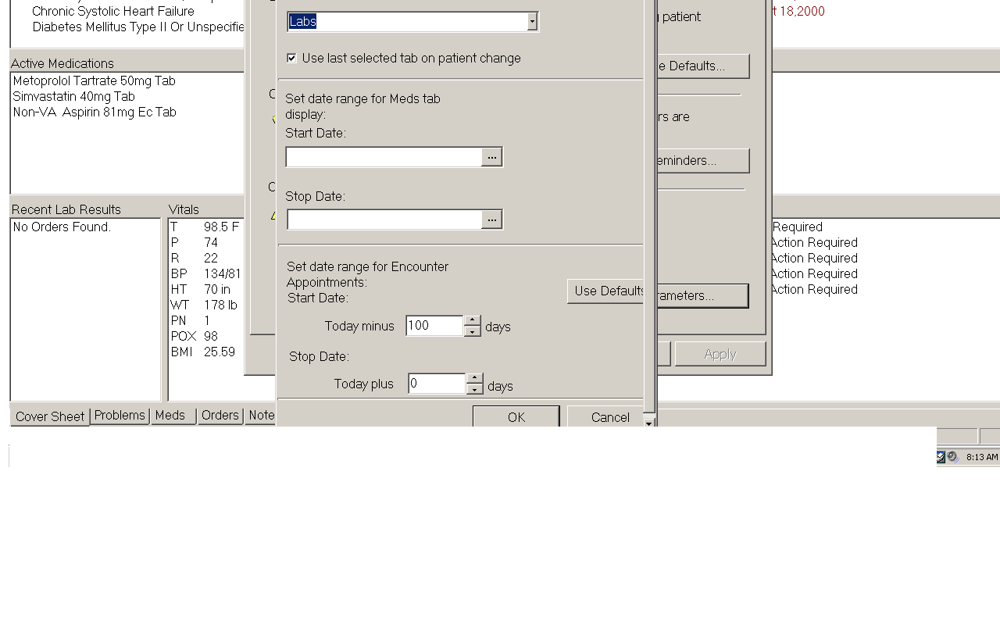 Chronic Systolic Heart Failure
Diabetes Mellitus Type II Or Unspecifie
Active Medications
Metoprolol Tartrate 50mg Tab
Simvastatin 40mg Tab
Non-VA Aspirin 81mg Ec Tab
Recent Lab Results
No Orders Found.
Vitals
T 98.5 F
P 74
R 22
BP 134/81
HT 70 in
WT 178 lb
PN 1
POX 98
BMI 25.59
Labs
Use last selected tab on patient change
Set date range for Meds tab
display:
Start Date:
...
Stop Date:
...
Set date range for Encounter
Appointments:
Start Date:
Use Defaults
Today minus 100 days
Stop Date:
Today plus 0 days
OK Cancel
patient
e Defaults...
rs are
eminders...
rameters...
Apply
t 18,2000
Required
Action Required
Action Required
Action Required
Action Required
Cover Sheet Problems Meds Orders Note
8:13 AM